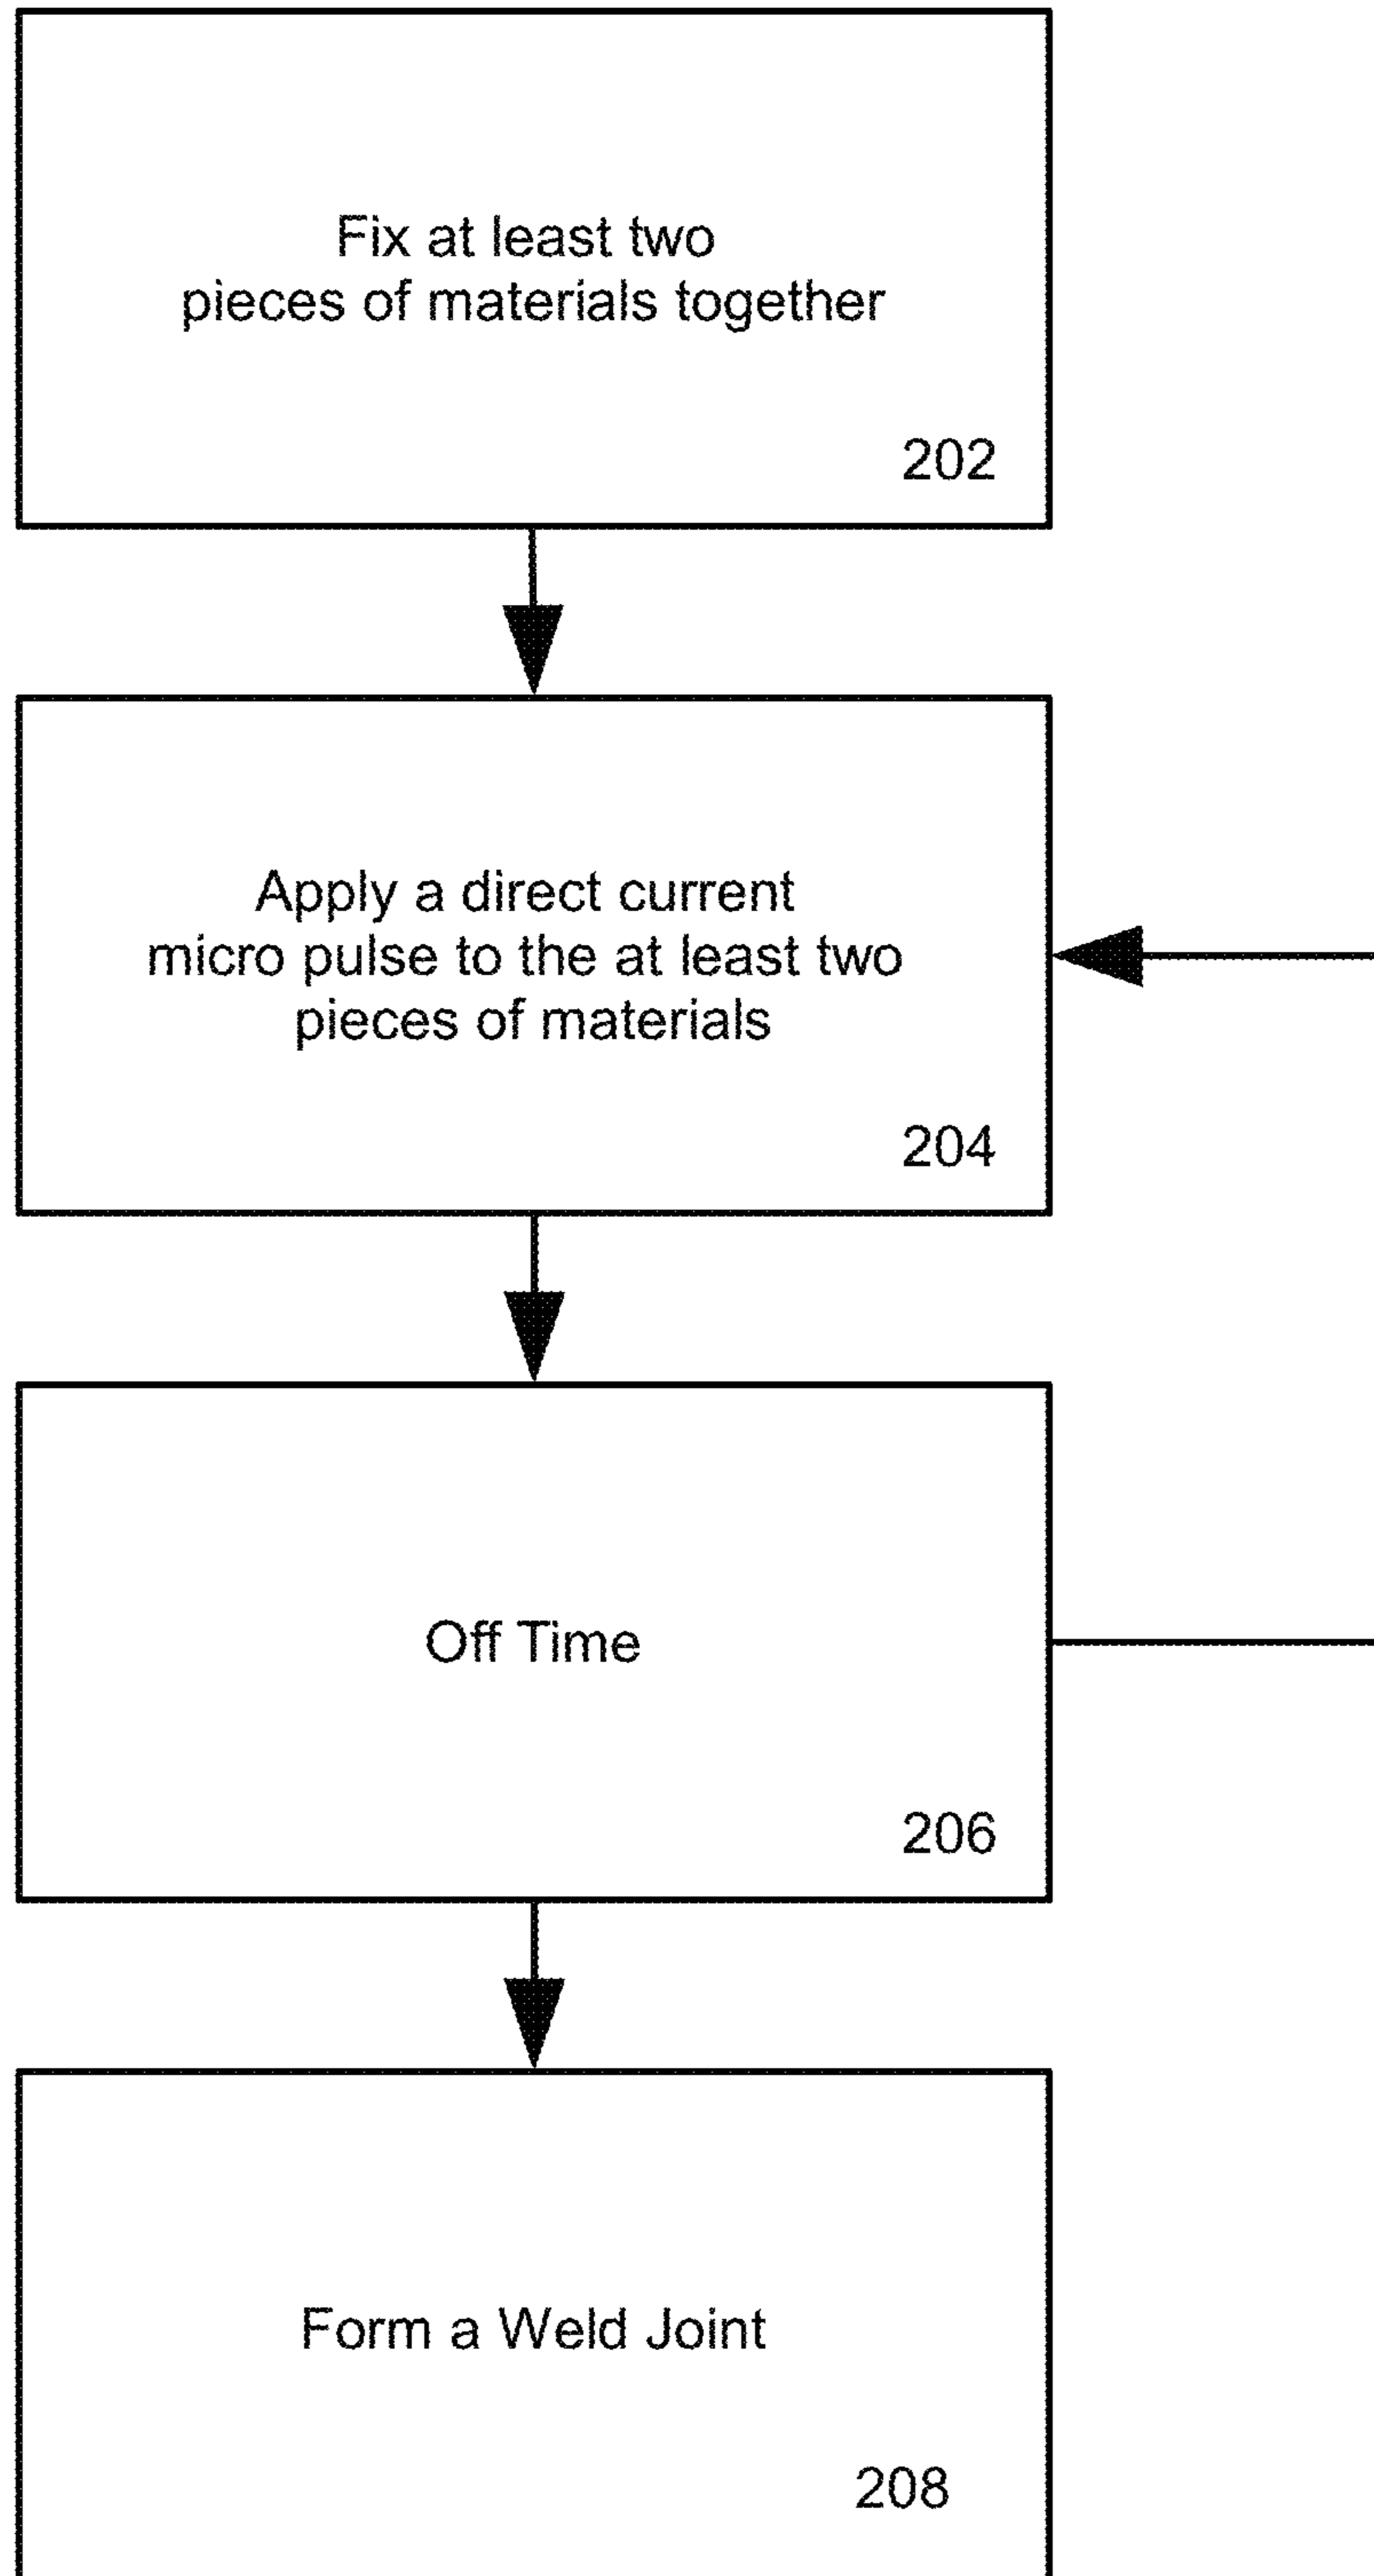 Fix at least two
pieces of materials together
202
Apply a direct current
micro pulse to the at least two
pieces of materials
204
Off Time
206
Form a Weld Joint
208